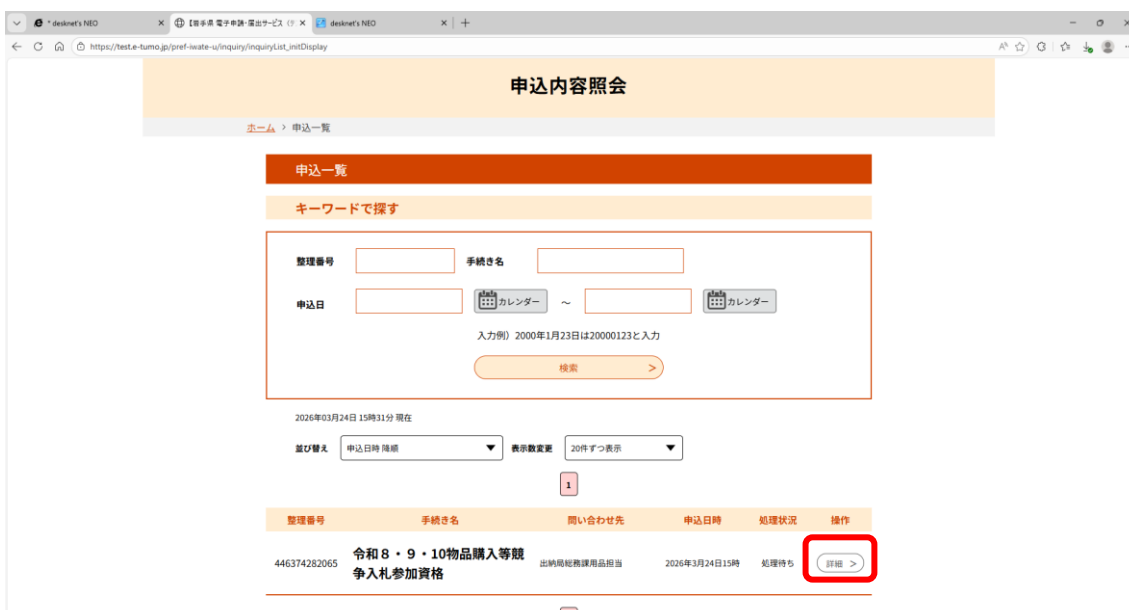 * desknet's NEO
【岩手県 電子申請・届出サービス (テ
desknet's NEO
https://test.e-tumo.jp/pref-iwate-u/inquiry/inquiryList_initDisplay
申込内容照会
ホーム > 申込一覧
申込一覧
キーワードで探す
整理番号 手続き名
申込日 カレンダー ～ カレンダー
入力例）2000年1月23日は20000123と入力
検索 >
2026年03月24日 15時31分 現在
並び替え 申込日時 降順 ▼ 表示数変更 20件ずつ表示 ▼
1
整理番号 手続き名 問い合わせ先 申込日時 処理状況 操作
446374282065 令和８・９・10物品購入等競 出納局総務課用品担当 2026年3月24日15時 処理待ち 詳細 >
争入札参加資格